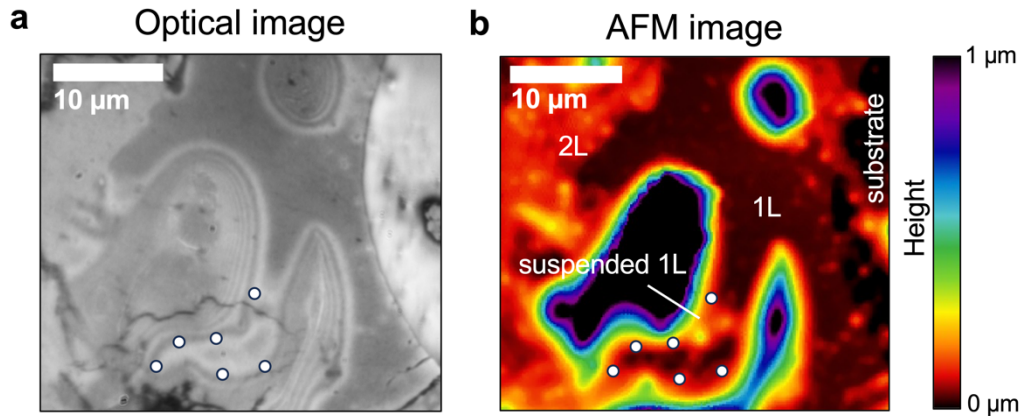 a
Optical image
10 µm
b
AFM image
10 µm
2L
1L
suspended 1L
substrate
Height
1 µm
0 µm